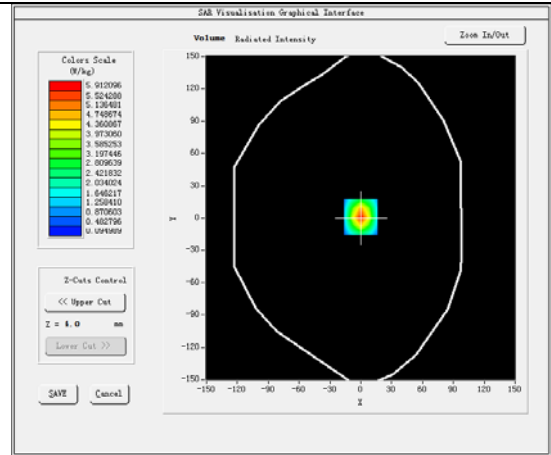 SAR Visualisation Graphical Interface
Volume Radiated Intensity
Zoom In/Out
Colors Scale
(W/kg)
5.912096
5.524288
5.136481
4.748674
4.360867
3.973060
3.585253
3.197446
2.809639
2.421832
2.034024
1.646217
1.258410
0.870603
0.482796
0.094989
Z-Cuts Control
<< Upper Cut
Z = 4.0 mm
Lower Cut >>
SAVE Cancel
150
120
90
60
30
0
-30
-60
-90
-120
-150
Y
-150 -120 -90 -60 -30 0 30 60 90 120 150
X